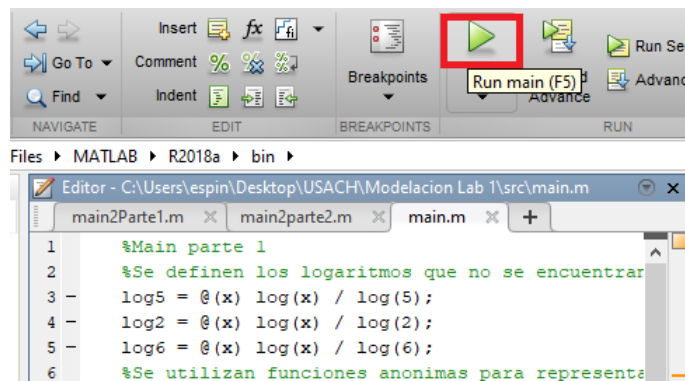 Insert fx fi
Go To Comment % % %
Find Indent
Breakpoints
Run main (F5)
Advance
Run Se
Advanc
NAVIGATE EDIT BREAKPOINTS RUN
Files MATLAB R2018a bin
Editor - C:\Users\espin\Desktop\USACH\Modelacion Lab 1\src\main.m
main2Parte1.m main2parte2.m main.m +
1 %Main parte 1
2 %Se definen los logaritmos que no se encuentran
3 - log5 = @(x) log(x) / log(5);
4 - log2 = @(x) log(x) / log(2);
5 - log6 = @(x) log(x) / log(6);
6 %Se utilizan funciones anonimas para representa